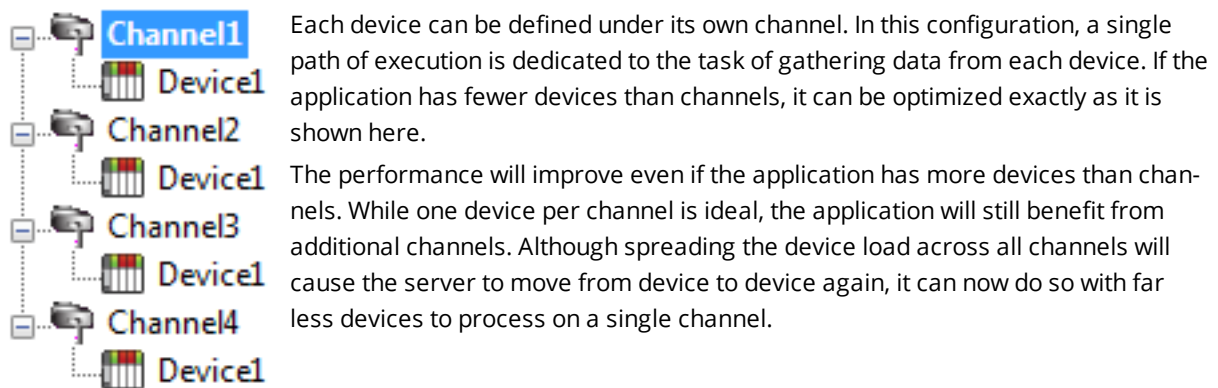 Channel1
Device1
Channel2
Device1
Channel3
Device1
Channel4
Device1
Each device can be defined under its own channel. In this configuration, a single
path of execution is dedicated to the task of gathering data from each device. If the
application has fewer devices than channels, it can be optimized exactly as it is
shown here.
The performance will improve even if the application has more devices than chan-
nels. While one device per channel is ideal, the application will still benefit from
additional channels. Although spreading the device load across all channels will
cause the server to move from device to device again, it can now do so with far
less devices to process on a single channel.